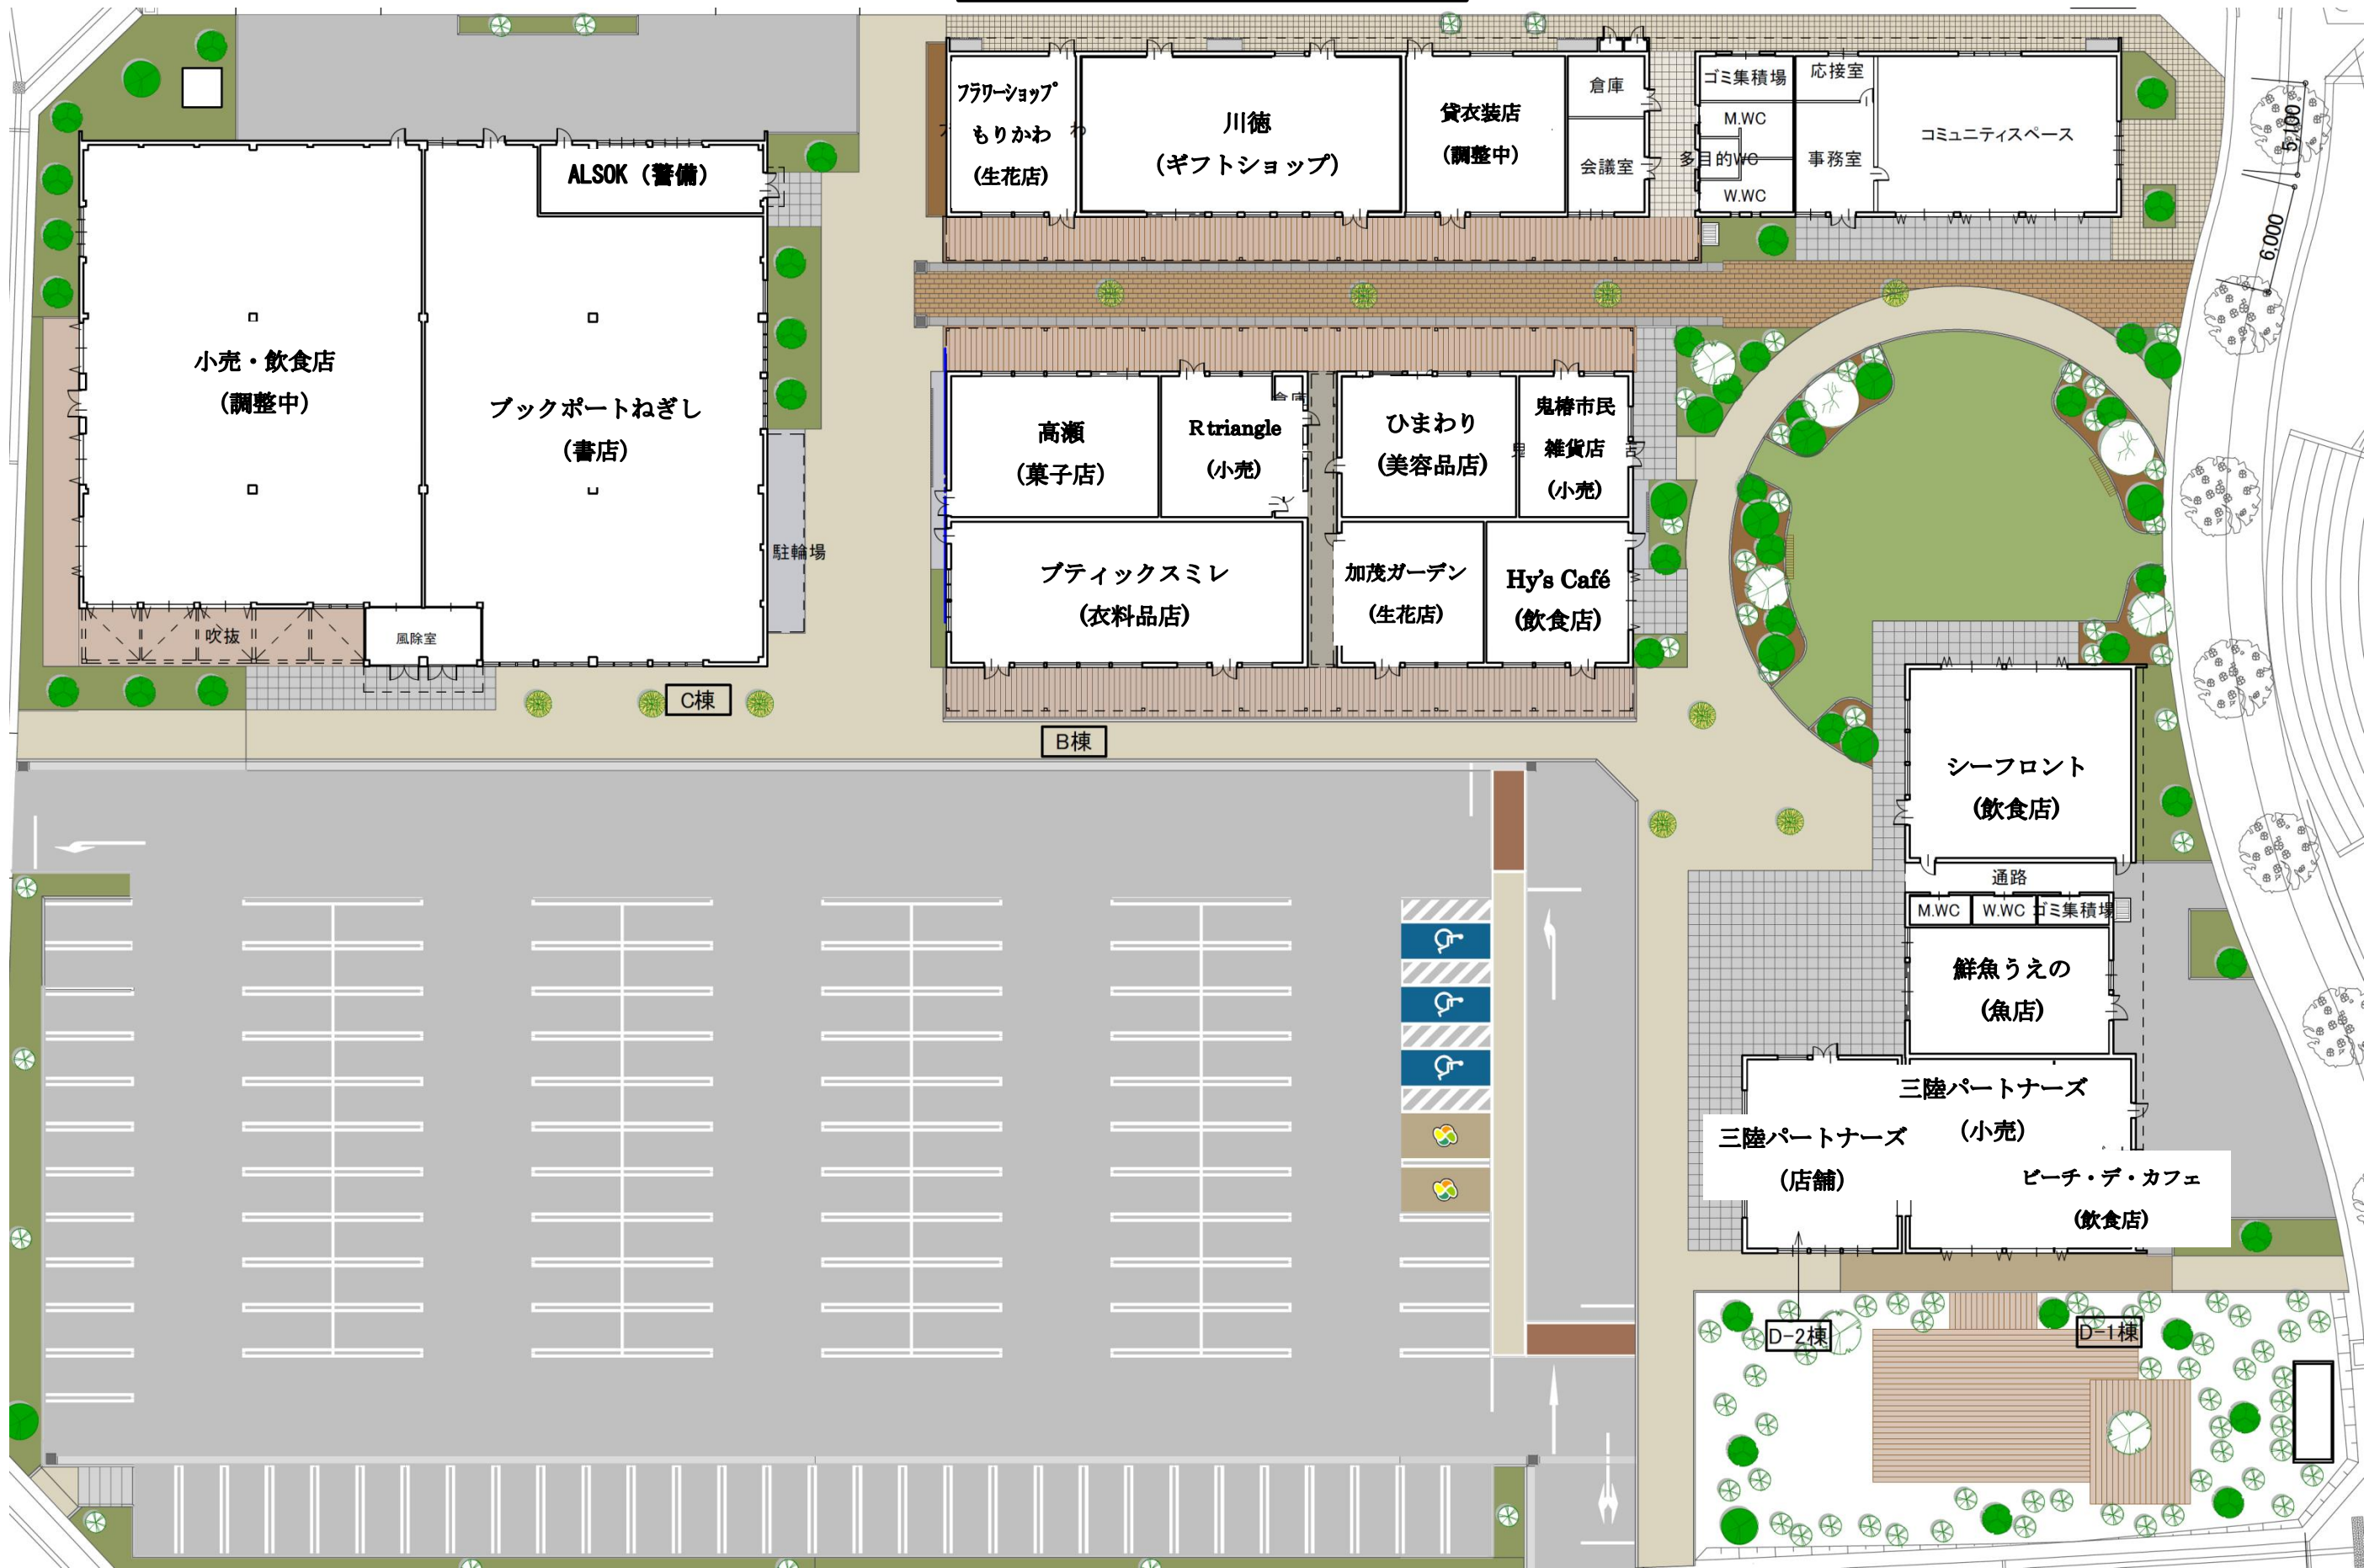 フラワーショップ
もりかわ
(生花店)
川徳
(ギフトショップ)
貸衣装店
(調整中)
倉庫
会議室
ゴミ集積場
M.WC
多目的WC
W.WC
応接室
事務室
コミュニティスペース
5,100
6,000
ALSOK (警備)
小売・飲食店
(調整中)
ブックポートねぎし
(書店)
駐輪場
吹抜
風除室
C棟
高瀬
(菓子店)
R triangle
(小売)
倉庫
ひまわり
(美容品店)
鬼椿市民
雑貨店
(小売)
ブティックスミレ
(衣料品店)
加茂ガーデン
(生花店)
Hy's Café
(飲食店)
B棟
シーフロント
(飲食店)
通路
M.WC
W.WC
ゴミ集積場
鮮魚うえの
(魚店)
三陸パートナーズ
(小売)
三陸パートナーズ
(店舗)
ビーチ・デ・カフェ
(飲食店)
D-2棟
D-1棟